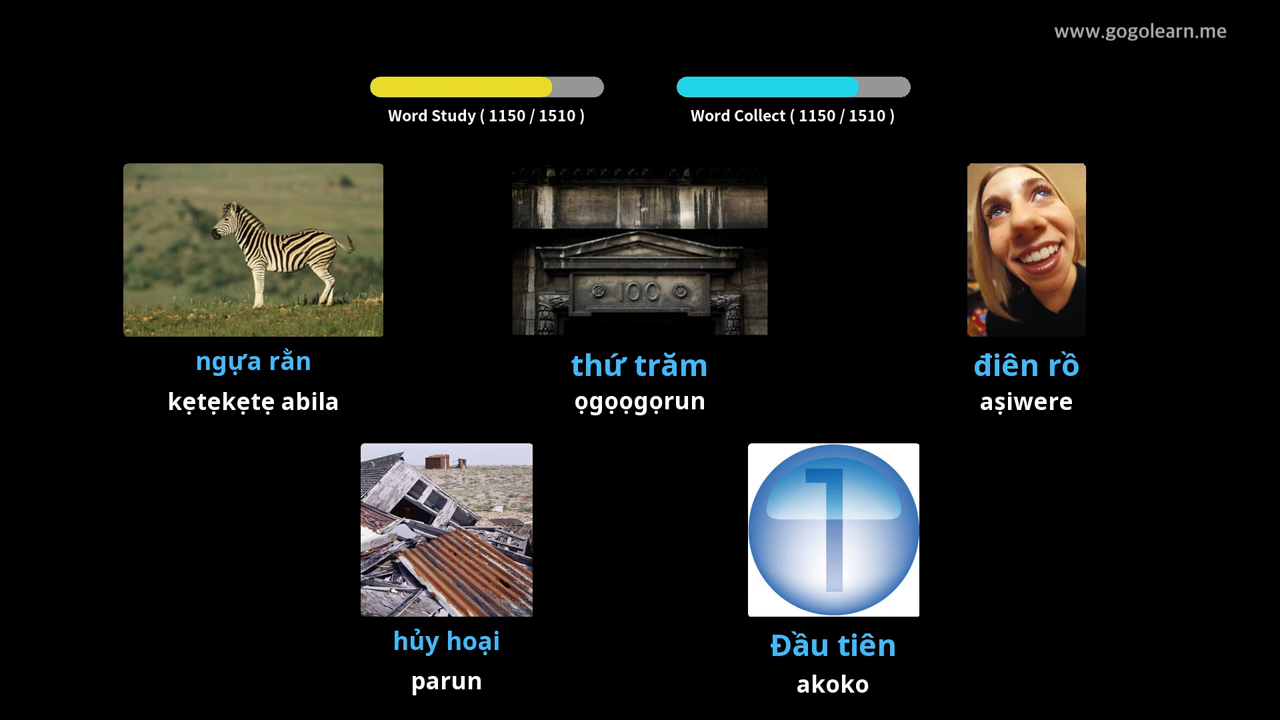 www.gogolearn.me
Word Study ( 1150 / 1510 )
Word Collect ( 1150 / 1510 )
100
ngựa rằn
thứ trăm
điên rồ
kẹtẹkẹtẹ abila
ọgọọgọrun
aṣiwere
1
hủy hoại
Đầu tiên
parun
akoko